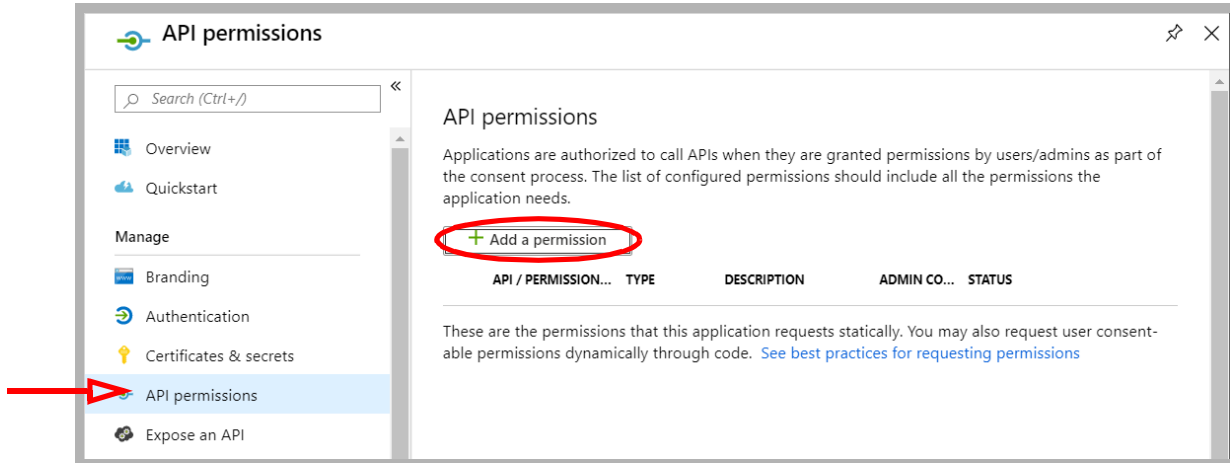 API permissions
Search (Ctrl+/)
«
Overview
Quickstart
Manage
Branding
Authentication
Certificates & secrets
API permissions
Expose an API
API permissions
Applications are authorized to call APIs when they are granted permissions by users/admins as part of
the consent process. The list of configured permissions should include all the permissions the
application needs.
+ Add a permission
API / PERMISSION... TYPE DESCRIPTION ADMIN CO... STATUS
These are the permissions that this application requests statically. You may also request user consent-
able permissions dynamically through code. See best practices for requesting permissions